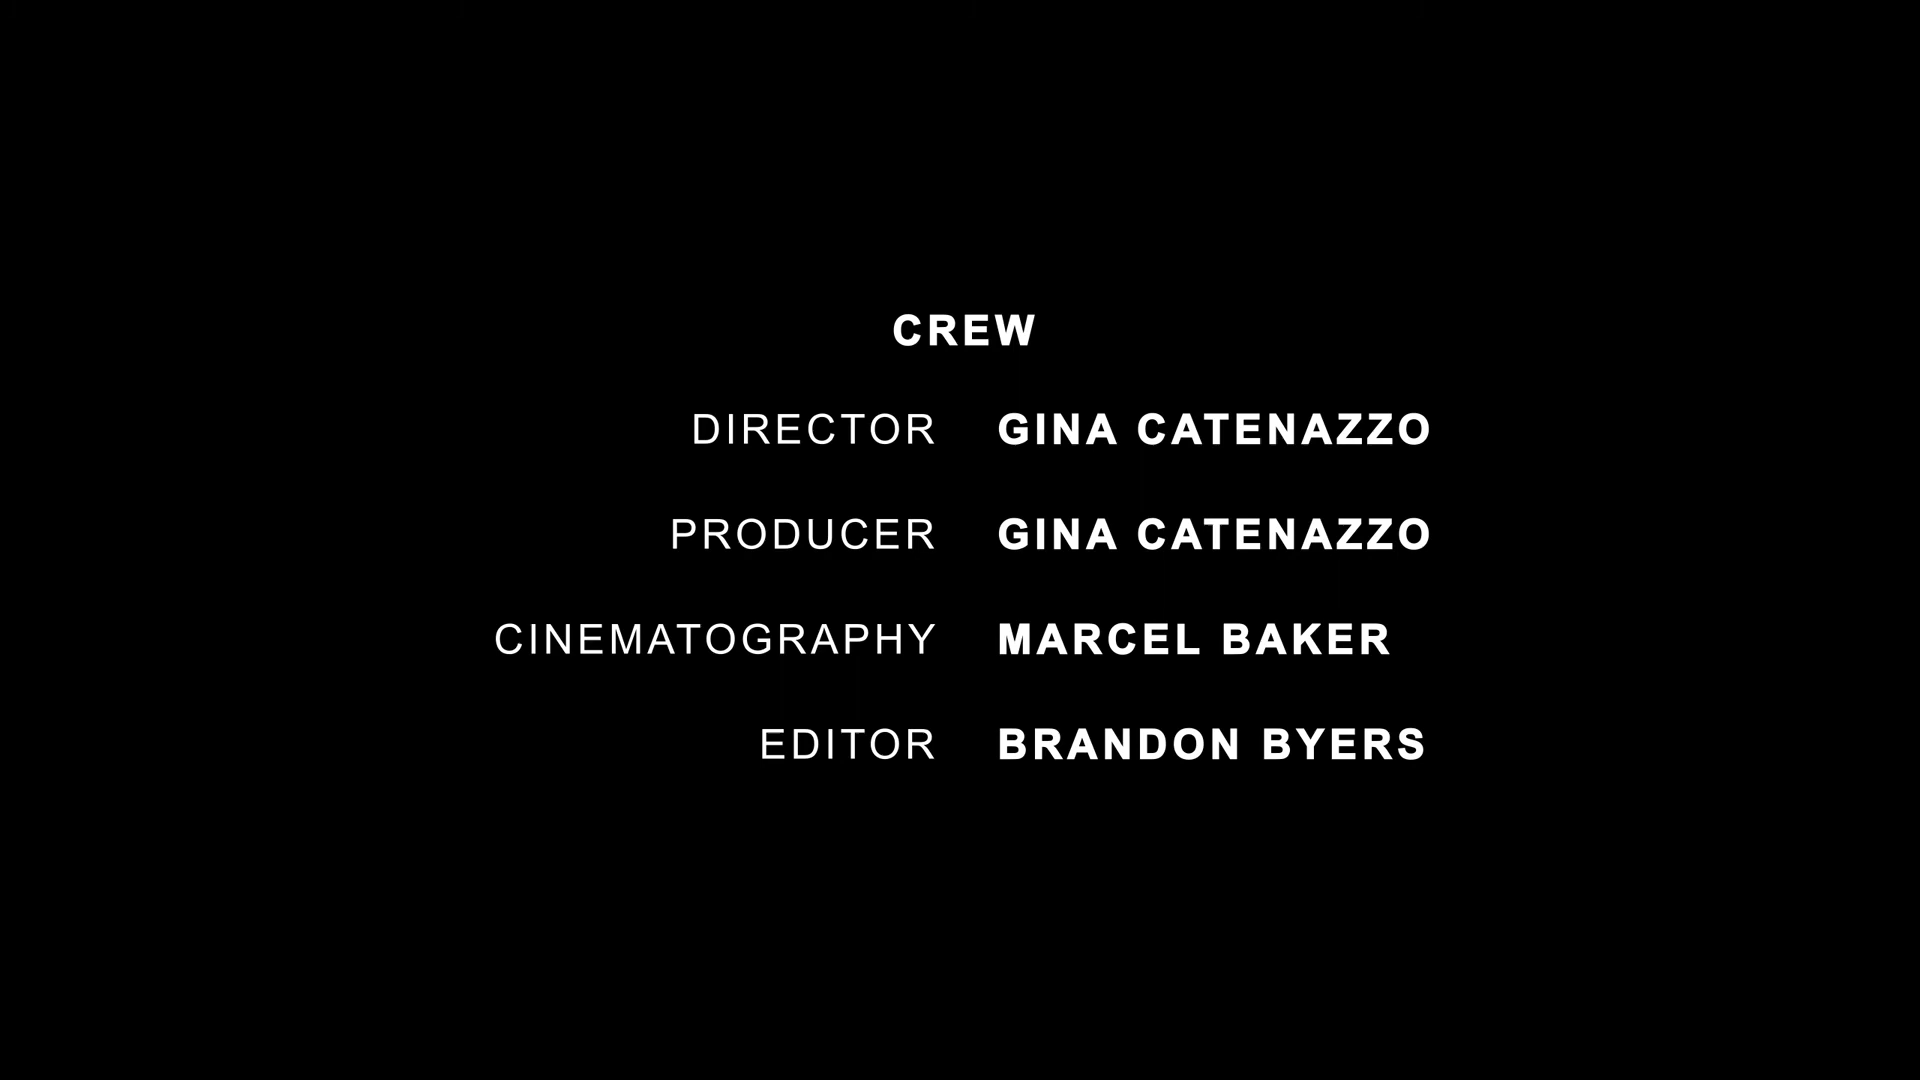 CREW
DIRECTOR GINA CATENAZZO
PRODUCER GINA CATENAZZO
CINEMATOGRAPHY MARCEL BAKER
EDITOR BRANDON BYERS